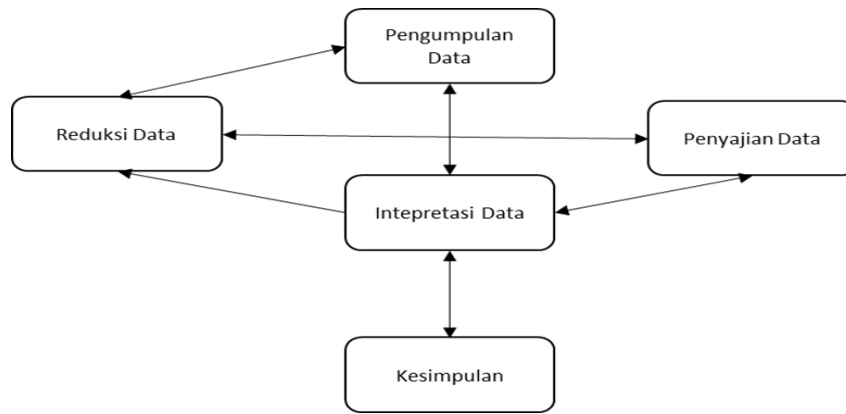 Pengumpulan
Data
Reduksi Data
Penyajian Data
Intepretasi Data
Kesimpulan